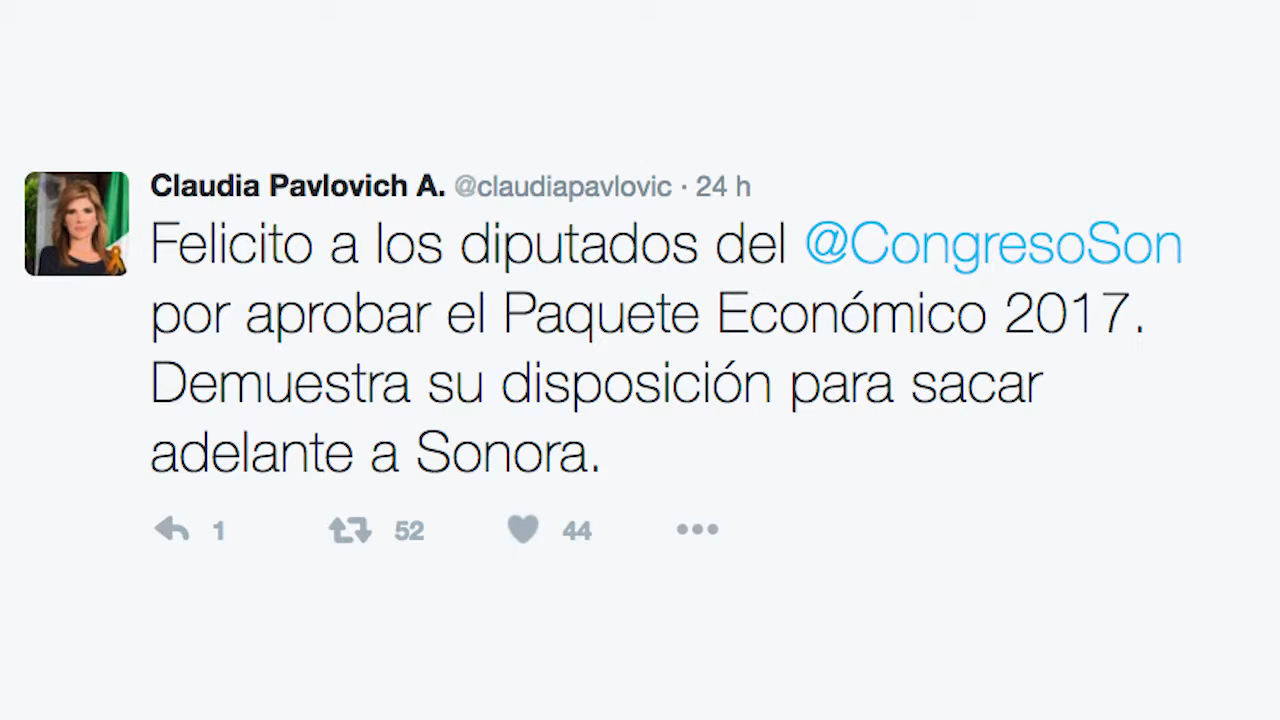 Claudia Pavlovich A. @claudiapavlovic · 24 h
Felicito a los diputados del @CongresoSon
por aprobar el Paquete Económico 2017.
Demuestra su disposición para sacar
adelante a Sonora.
1 52 44